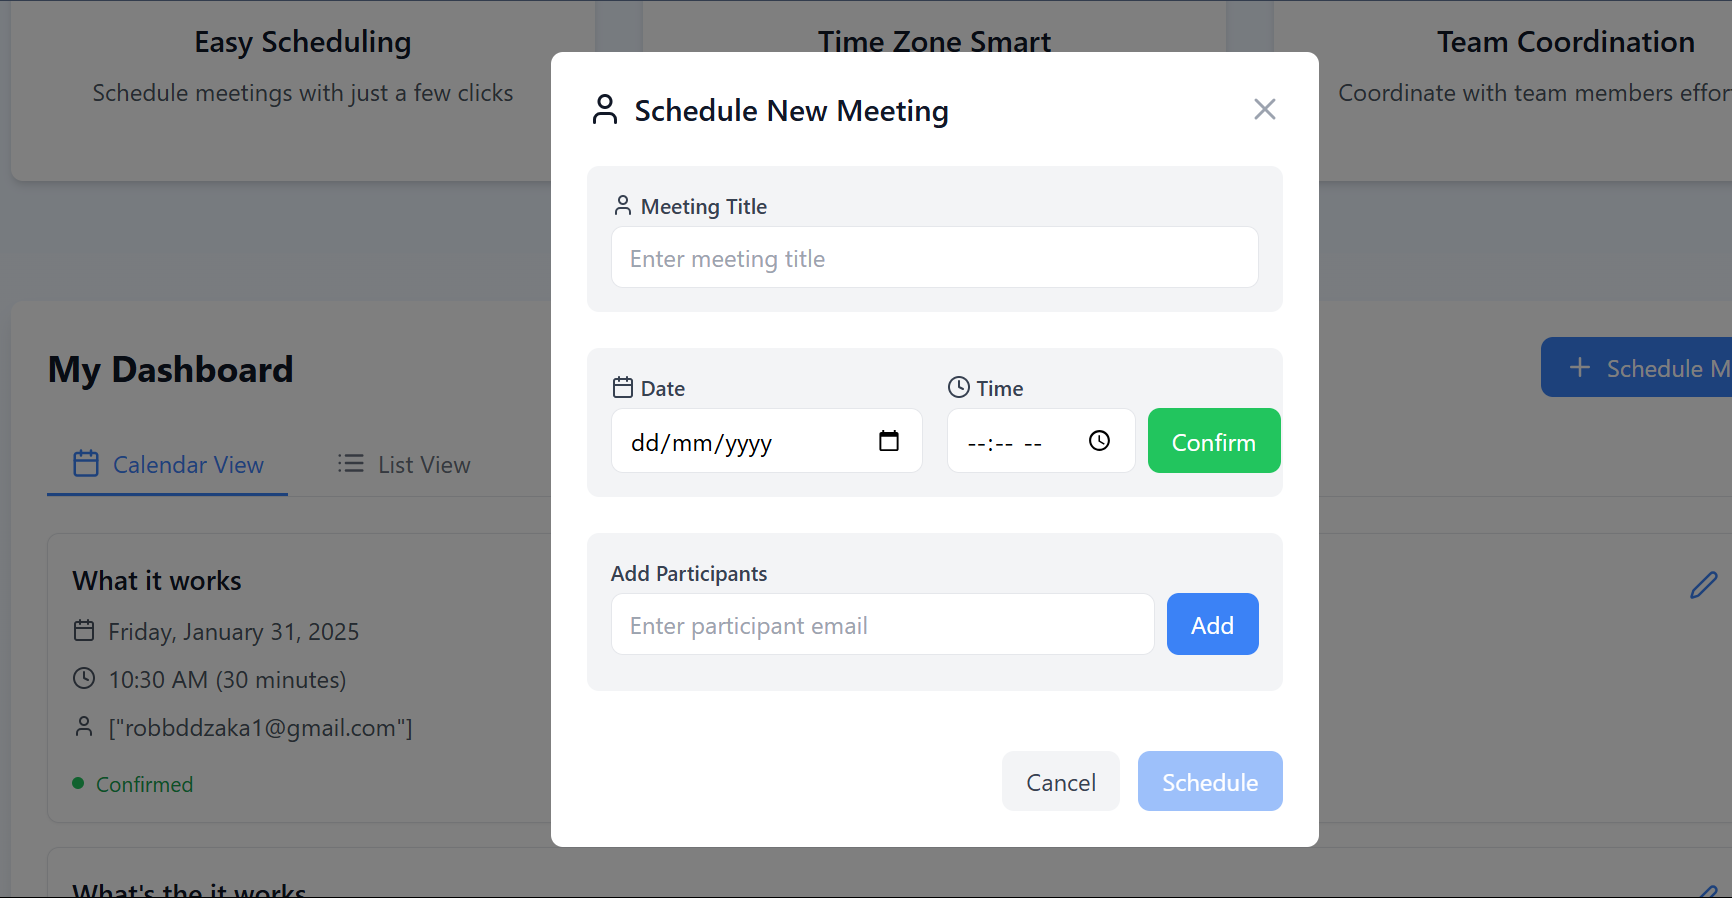 Easy Scheduling
Schedule meetings with just a few clicks
Time Zone Smart
Team Coordination
Coordinate with team members
Schedule New Meeting
Meeting Title
Enter meeting title
Date
Time
dd/mm/yyyy
--:-- --
Confirm
Add Participants
Enter participant email
Add
Cancel
Schedule
My Dashboard
Schedule M
Calendar View
List View
What it works
Friday, January 31, 2025
10:30 AM (30 minutes)
["robbddzaka1@gmail.com"]
Confirmed
What's the it works